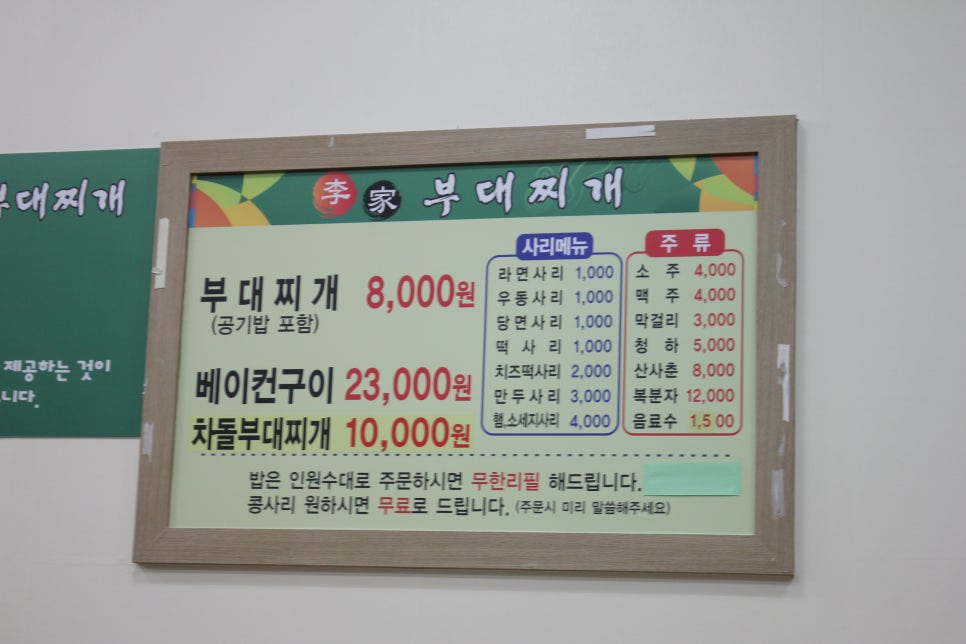 부대찌개
제공하는 것이
니다.
李家 부대찌개
부대찌개 8,000원
(공기밥 포함)
베이컨구이 23,000원
차돌부대찌개 10,000원
사리메뉴
라면사리 1,000
우동사리 1,000
당면사리 1,000
떡사리 1,000
치즈떡사리 2,000
만두사리 3,000
햄,소세지사리 4,000
주류
소주 4,000
맥주 4,000
막걸리 3,000
청하 5,000
산사춘 8,000
복분자 12,000
음료수 1,500
밥은 인원수대로 주문하시면 무한리필 해드립니다.
콩사리 원하시면 무료로 드립니다. (주문시 미리 말씀해주세요)